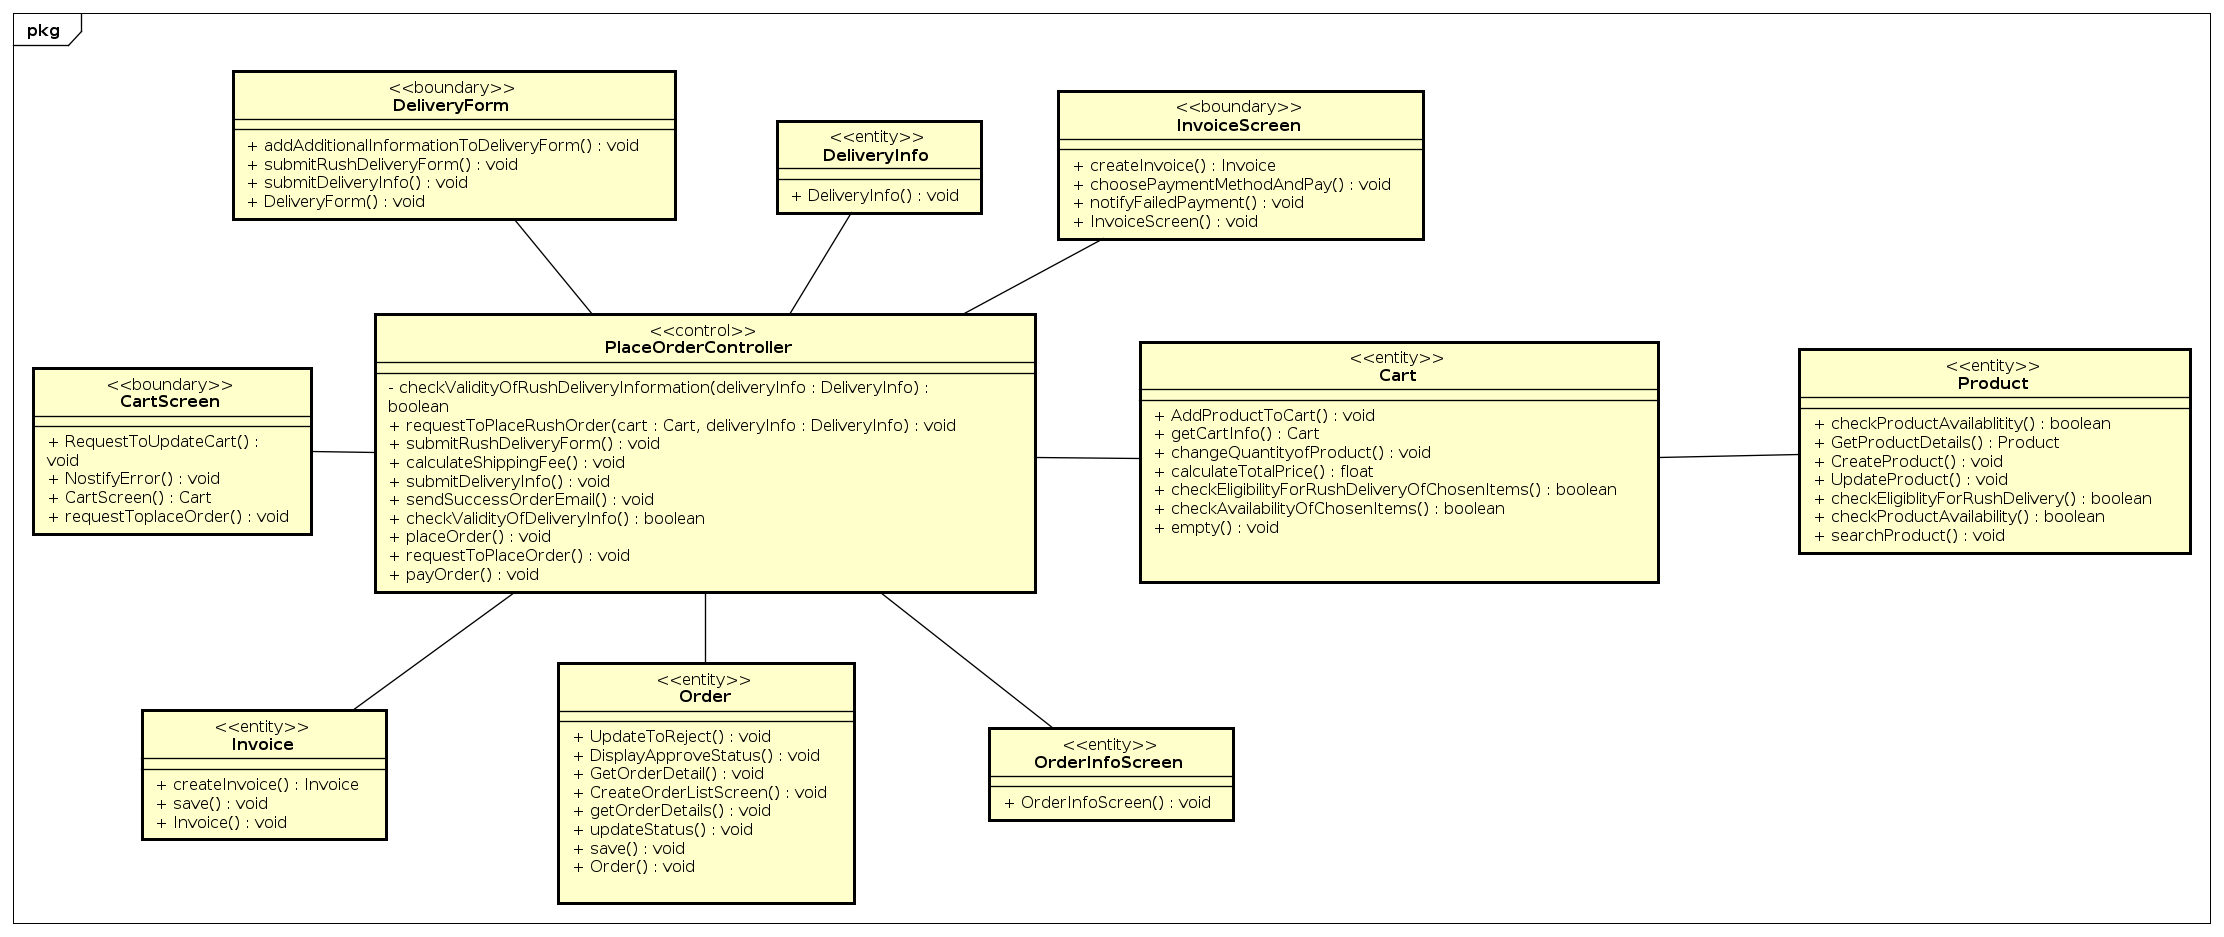 pkg
<<boundary>>
DeliveryForm
+ addAdditionalInformationToDeliveryForm() : void
+ submitRushDeliveryForm() : void
+ submitDeliveryInfo() : void
+ DeliveryForm() : void
<<entity>>
DeliveryInfo
+ DeliveryInfo() : void
<<boundary>>
InvoiceScreen
+ createInvoice() : Invoice
+ choosePaymentMethodAndPay() : void
+ notifyFailedPayment() : void
+ InvoiceScreen() : void
<<boundary>>
CartScreen
+ RequestToUpdateCart() :
void
+ NostifyError() : void
+ CartScreen() : Cart
+ requestToplaceOrder() : void
<<control>>
PlaceOrderController
- checkValidityOfRushDeliveryInformation(deliveryInfo : DeliveryInfo) :
boolean
+ requestToPlaceRushOrder(cart : Cart, deliveryInfo : DeliveryInfo) : void
+ submitRushDeliveryForm() : void
+ calculateShippingFee() : void
+ submitDeliveryInfo() : void
+ sendSuccessOrderEmail() : void
+ checkValidityOfDeliveryInfo() : boolean
+ placeOrder() : void
+ requestToPlaceOrder() : void
+ payOrder() : void
<<entity>>
Cart
+ AddProductToCart() : void
+ getCartInfo() : Cart
+ changeQuantityofProduct() : void
+ calculateTotalPrice() : float
+ checkEligibilityForRushDeliveryOfChosenItems() : boolean
+ checkAvailabilityOfChosenItems() : boolean
+ empty() : void
<<entity>>
Product
+ checkProductAvailablitity() : boolean
+ GetProductDetails() : Product
+ CreateProduct() : void
+ UpdateProduct() : void
+ checkEligiblityForRushDelivery() : boolean
+ checkProductAvailability() : boolean
+ searchProduct() : void
<<entity>>
Invoice
+ createInvoice() : Invoice
+ save() : void
+ Invoice() : void
<<entity>>
Order
+ UpdateToReject() : void
+ DisplayApproveStatus() : void
+ GetOrderDetail() : void
+ CreateOrderListScreen() : void
+ getOrderDetails() : void
+ updateStatus() : void
+ save() : void
+ Order() : void
<<entity>>
OrderInfoScreen
+ OrderInfoScreen() : void